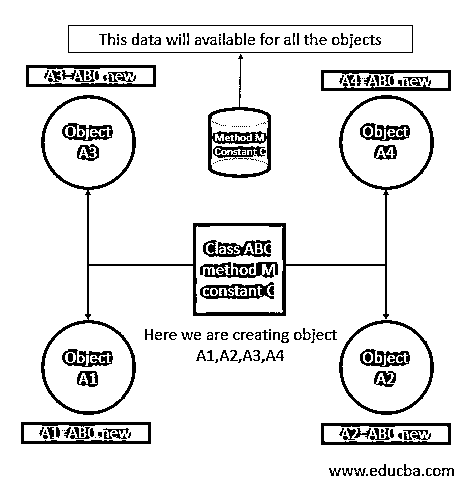 This data will available for all the objects
A3=ABC.new
A4=ABC.new
Object
A3
Method M
Constant C
Object
A4
Class ABC
method M
constant C
Here we are creating object
A1,A2,A3,A4
Object
A1
Object
A2
A1=ABC.new
A2=ABC.new
www.educba.com